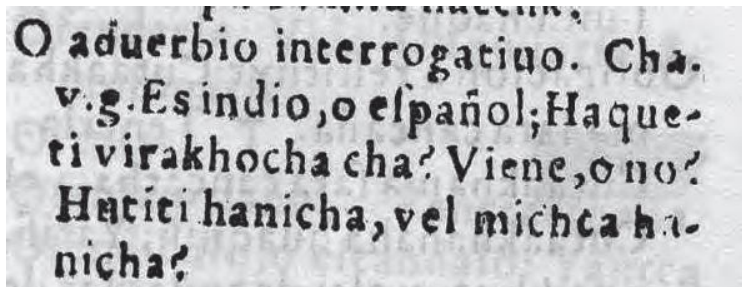 O aduerbio interrogatiuo. Cha.
v.g. Es indio, o eſpañol; Haque-
ti virakhocha cha? Viene, o no?
Hutiti hanicha, vel michca ha-
nicha?